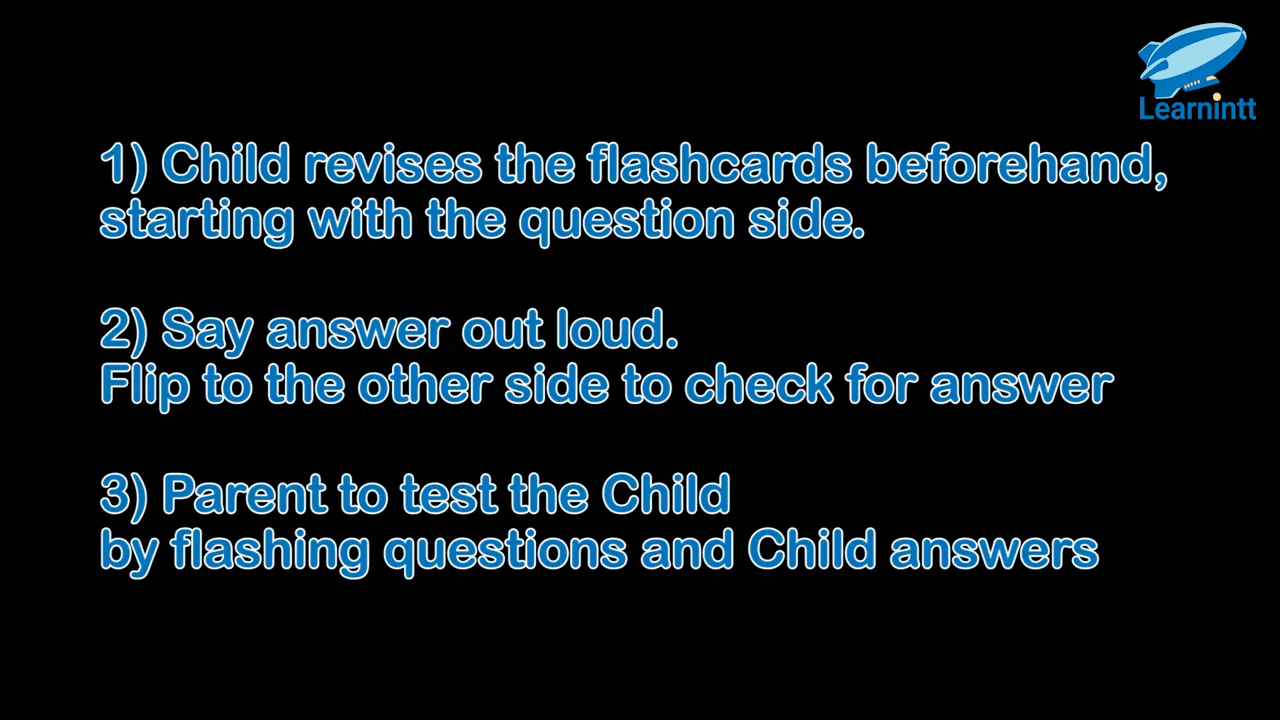 Learnintt
1) Child revises the flashcards beforehand,
starting with the question side.
2) Say answer out loud.
Flip to the other side to check for answer
3) Parent to test the Child
by flashing questions and Child answers